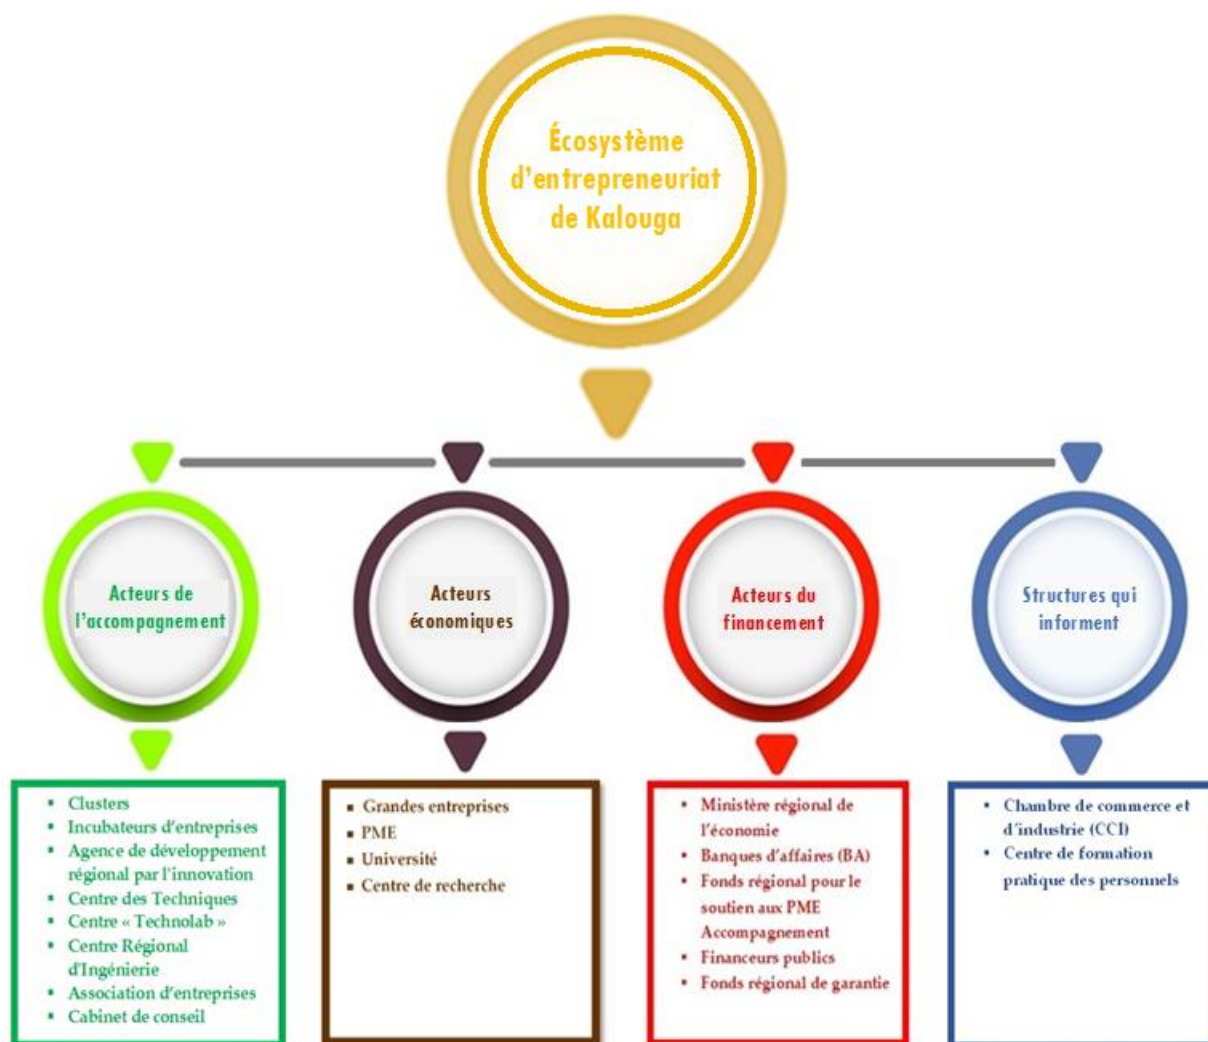 Écosystème
d'entrepreneuriat
de Kalouga
Acteurs de
l'accompagnement
Acteurs
économiques
Acteurs du
financement
Structures qui
informent
Clusters
Incubateurs d'entreprises
Agence de développement
régional par l'innovation
Centre des Techniques
Centre « Technolab »
Centre Régional
d'Ingénierie
Association d'entreprises
Cabinet de conseil
Grandes entreprises
PME
Université
Centre de recherche
Ministère régional de
l'économie
Banques d'affaires (BA)
Fonds régional pour le
soutien aux PME
Accompagnement
Financeurs publics
Fonds régional de garantie
Chambre de commerce et
d'industrie (CCI)
Centre de formation
pratique des personnels